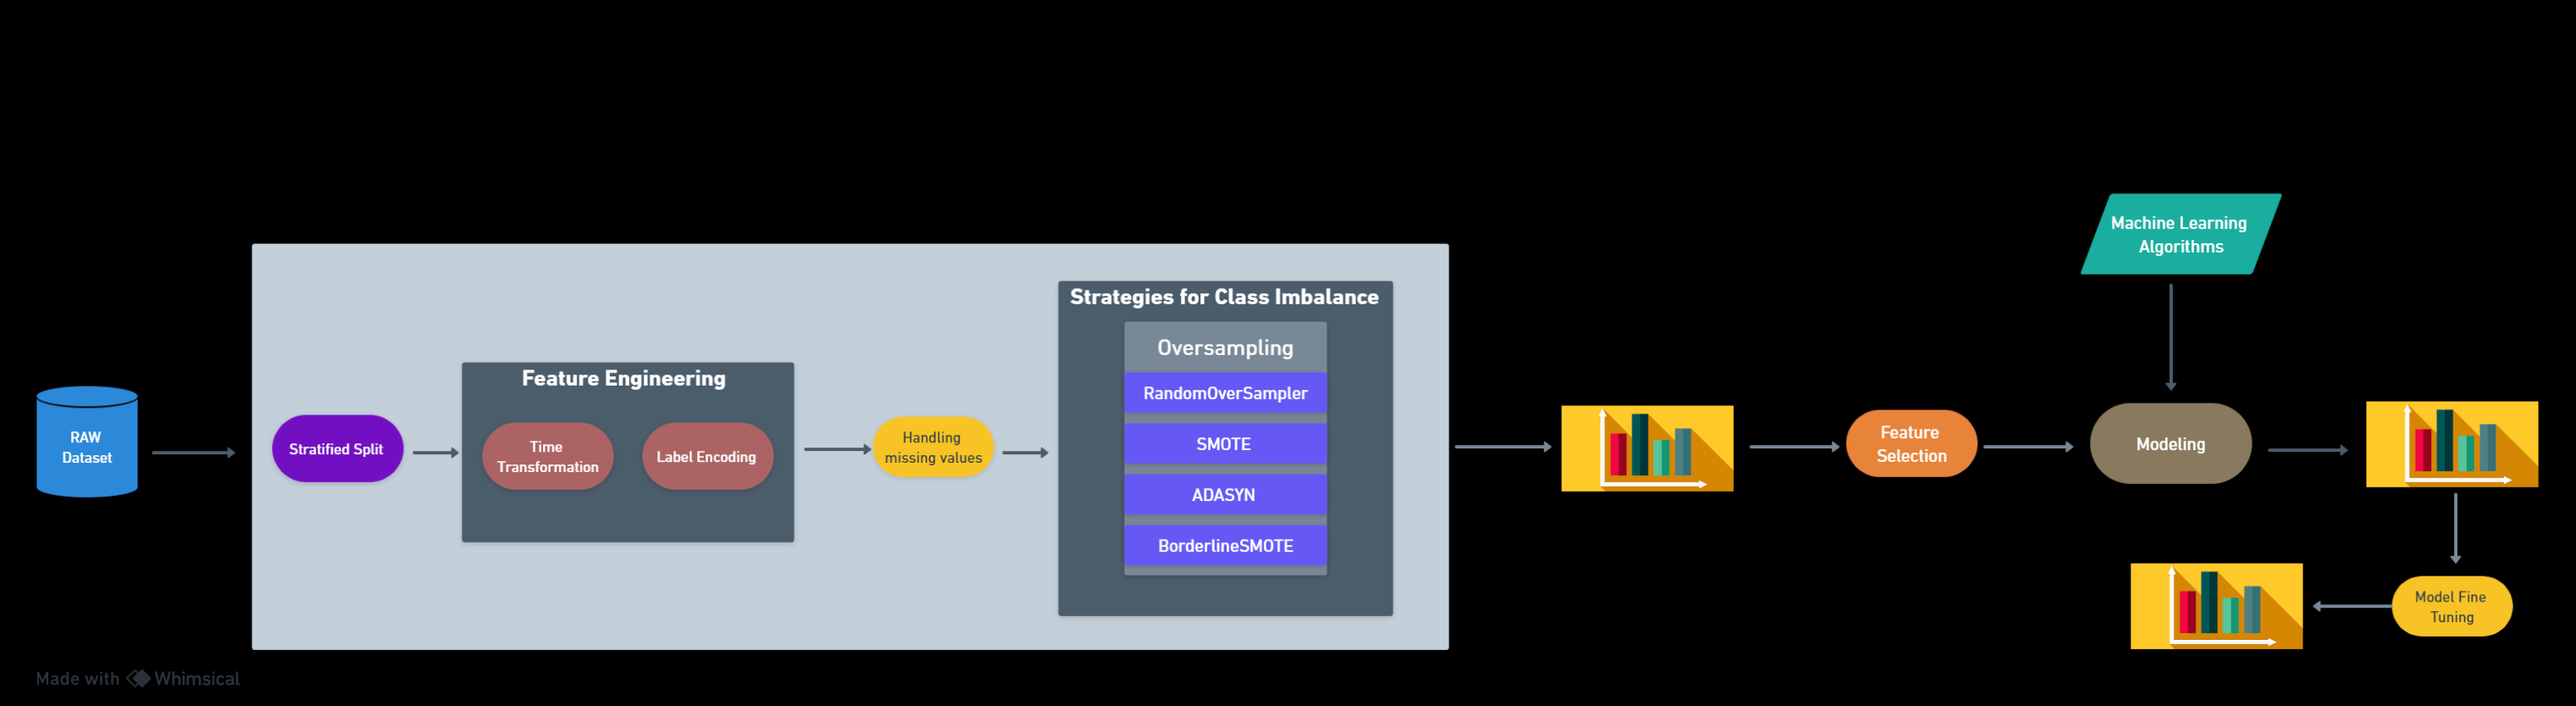 RAW
Dataset
Stratified Split
Feature Engineering
Time
Transformation
Label Encoding
Handling
missing values
Strategies for Class Imbalance
Oversampling
RandomOverSampler
SMOTE
ADASYN
BorderlineSMOTE
Feature
Selection
Machine Learning
Algorithms
Modeling
Model Fine
Tuning
Made with Whimsical